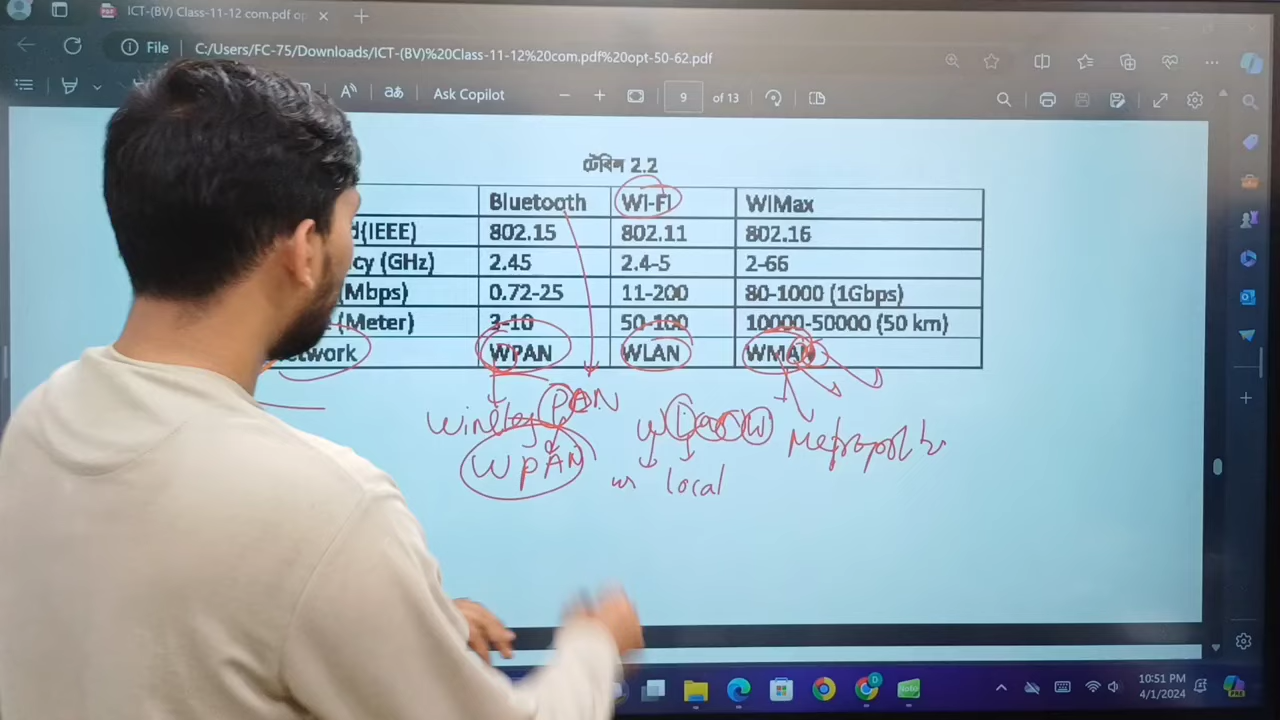 ICT-(BV) Class-11-12 com.pdf op
File C:/Users/FC-75/Downloads/ICT-(BV)%20Class-11-12%20com.pdf%20opt-50-62.pdf
Ask Copilot 9 of 13
টেবিল 2.2
Bluetooth Wi-Fi WiMax
d(IEEE) 802.15 802.11 802.16
cy (GHz) 2.45 2.4-5 2-66
(Mbps) 0.72-25 11-200 80-1000 (1Gbps)
(Meter) 3-10 50-100 10000-50000 (50 km)
Network WPAN WLAN WMAN
PAN
WPAN
local
10:51 PM
4/1/2024